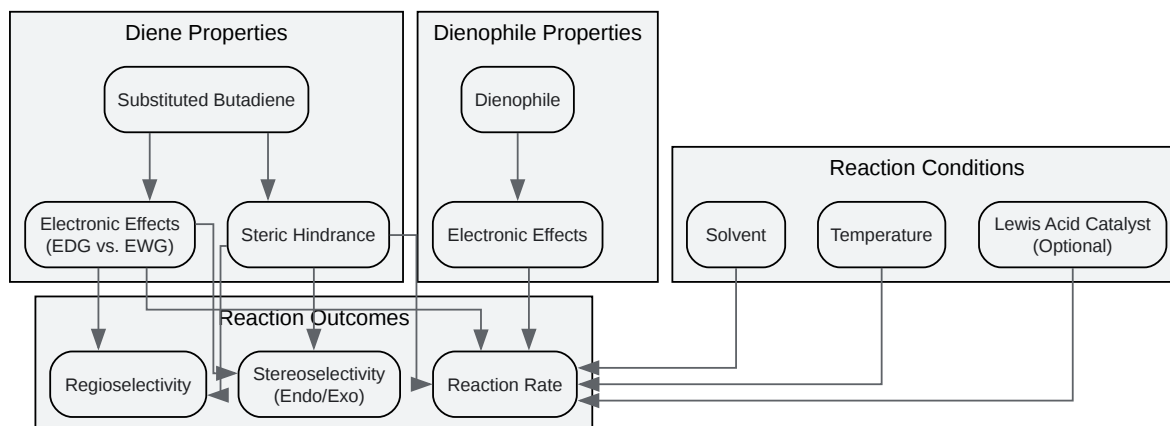 Diene Properties
Dienophile Properties
Substituted Butadiene
Dienophile
Reaction Conditions
Electronic Effects
(EDG vs. EWG)
Steric Hindrance
Electronic Effects
Solvent
Temperature
Lewis Acid Catalyst
(Optional)
Reaction Outcomes
Regioselectivity
Stereoselectivity
(Endo/Exo)
Reaction Rate